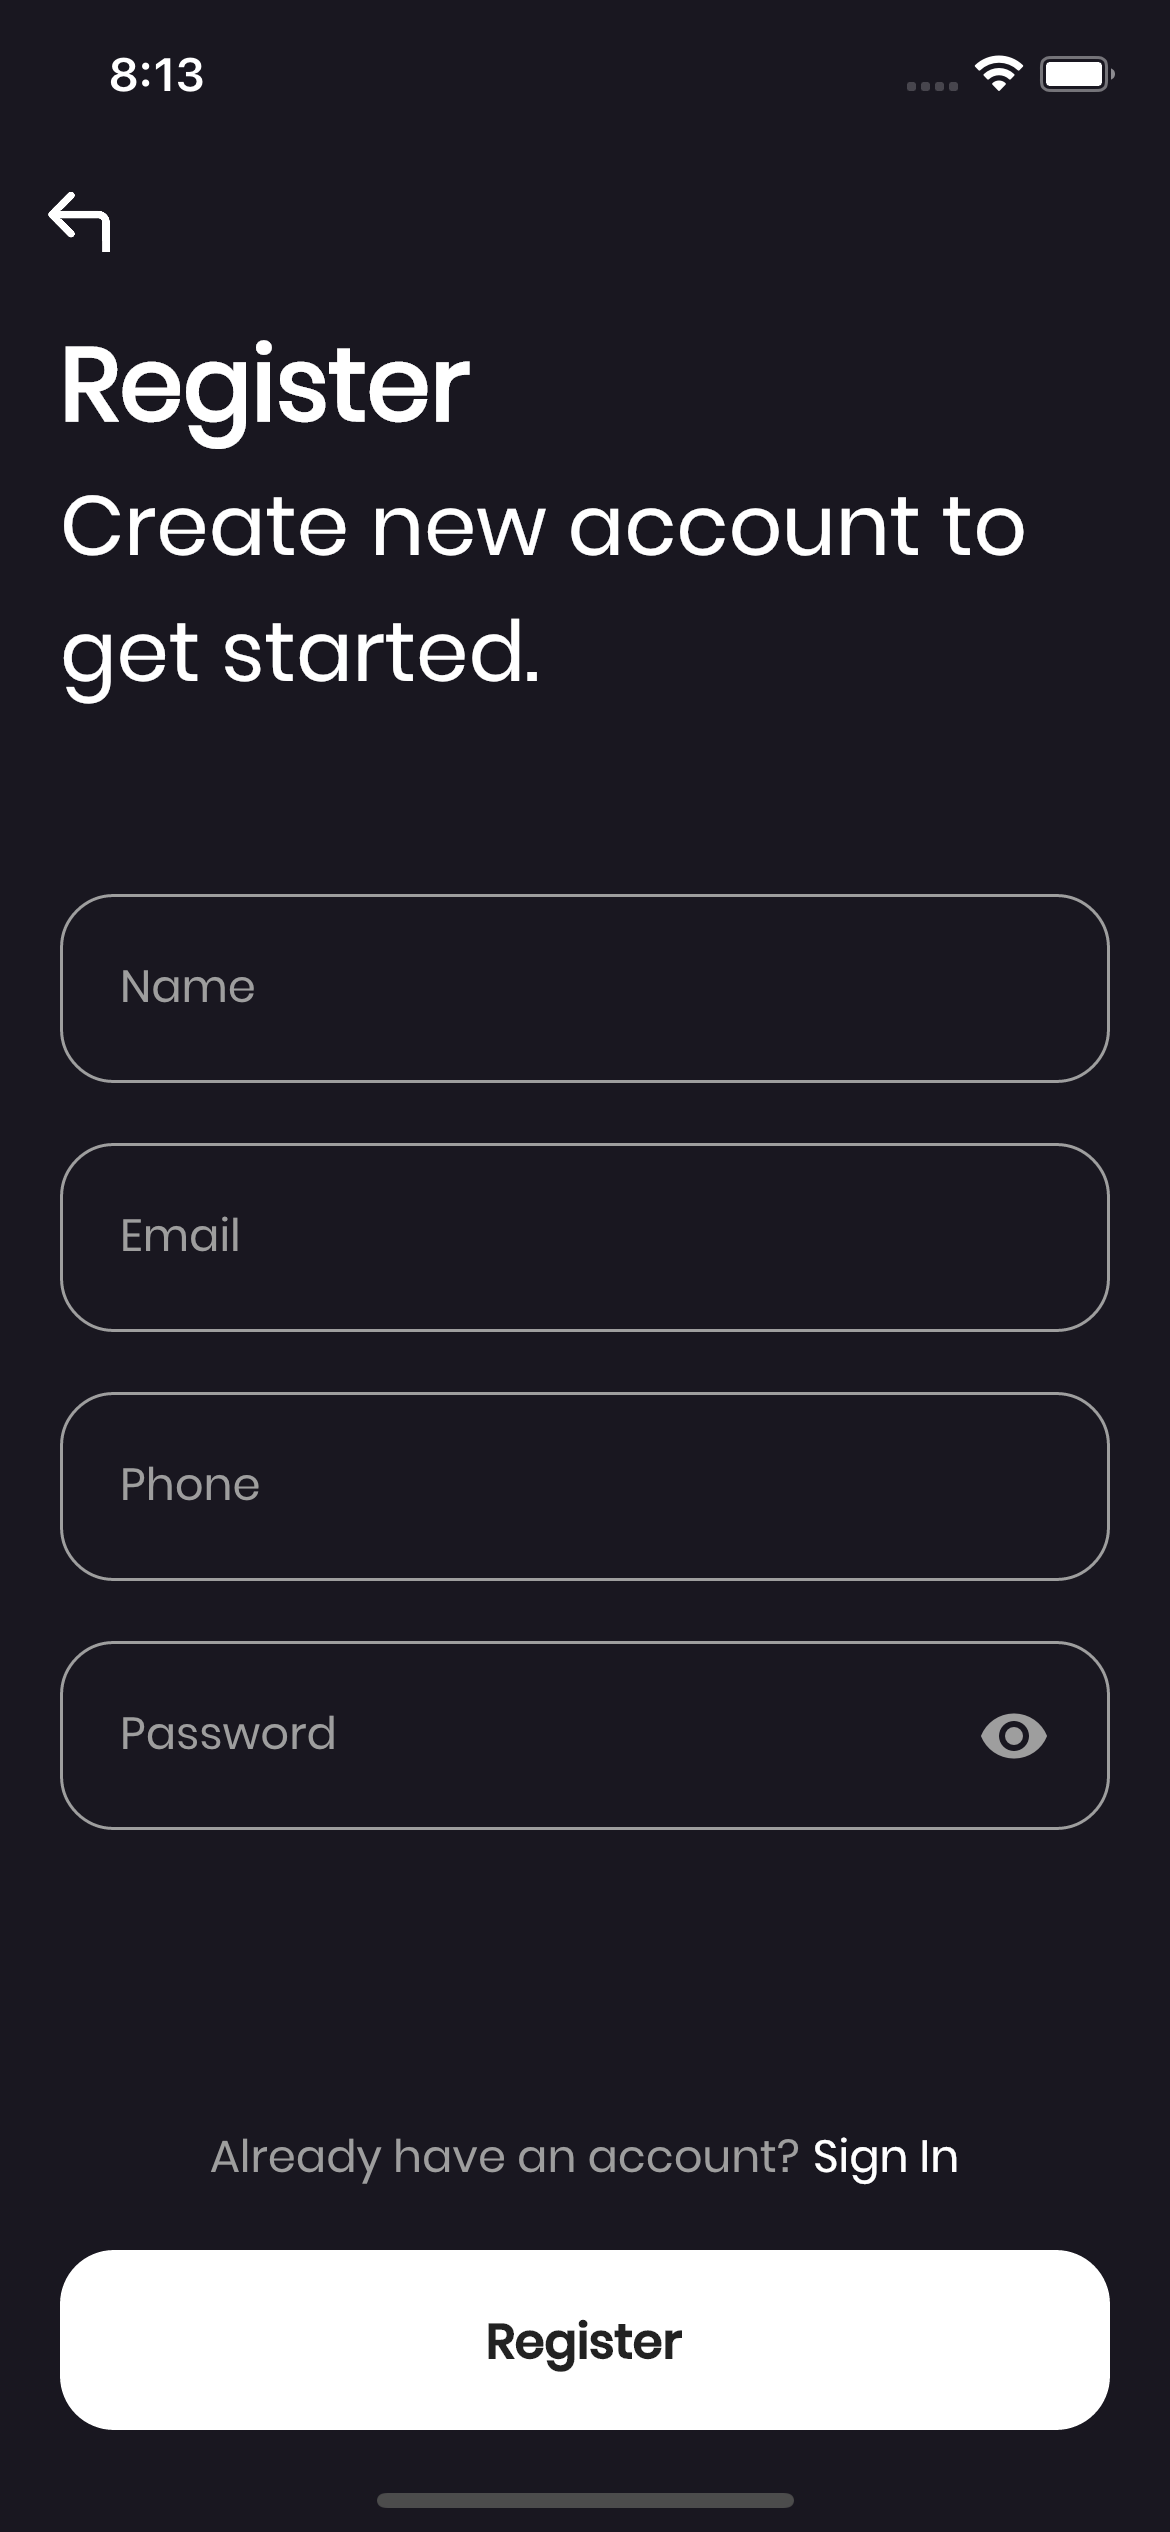 8:13
Register
Create new account to
get started.
Name
Email
Phone
Password
Already have an account? Sign In
Register